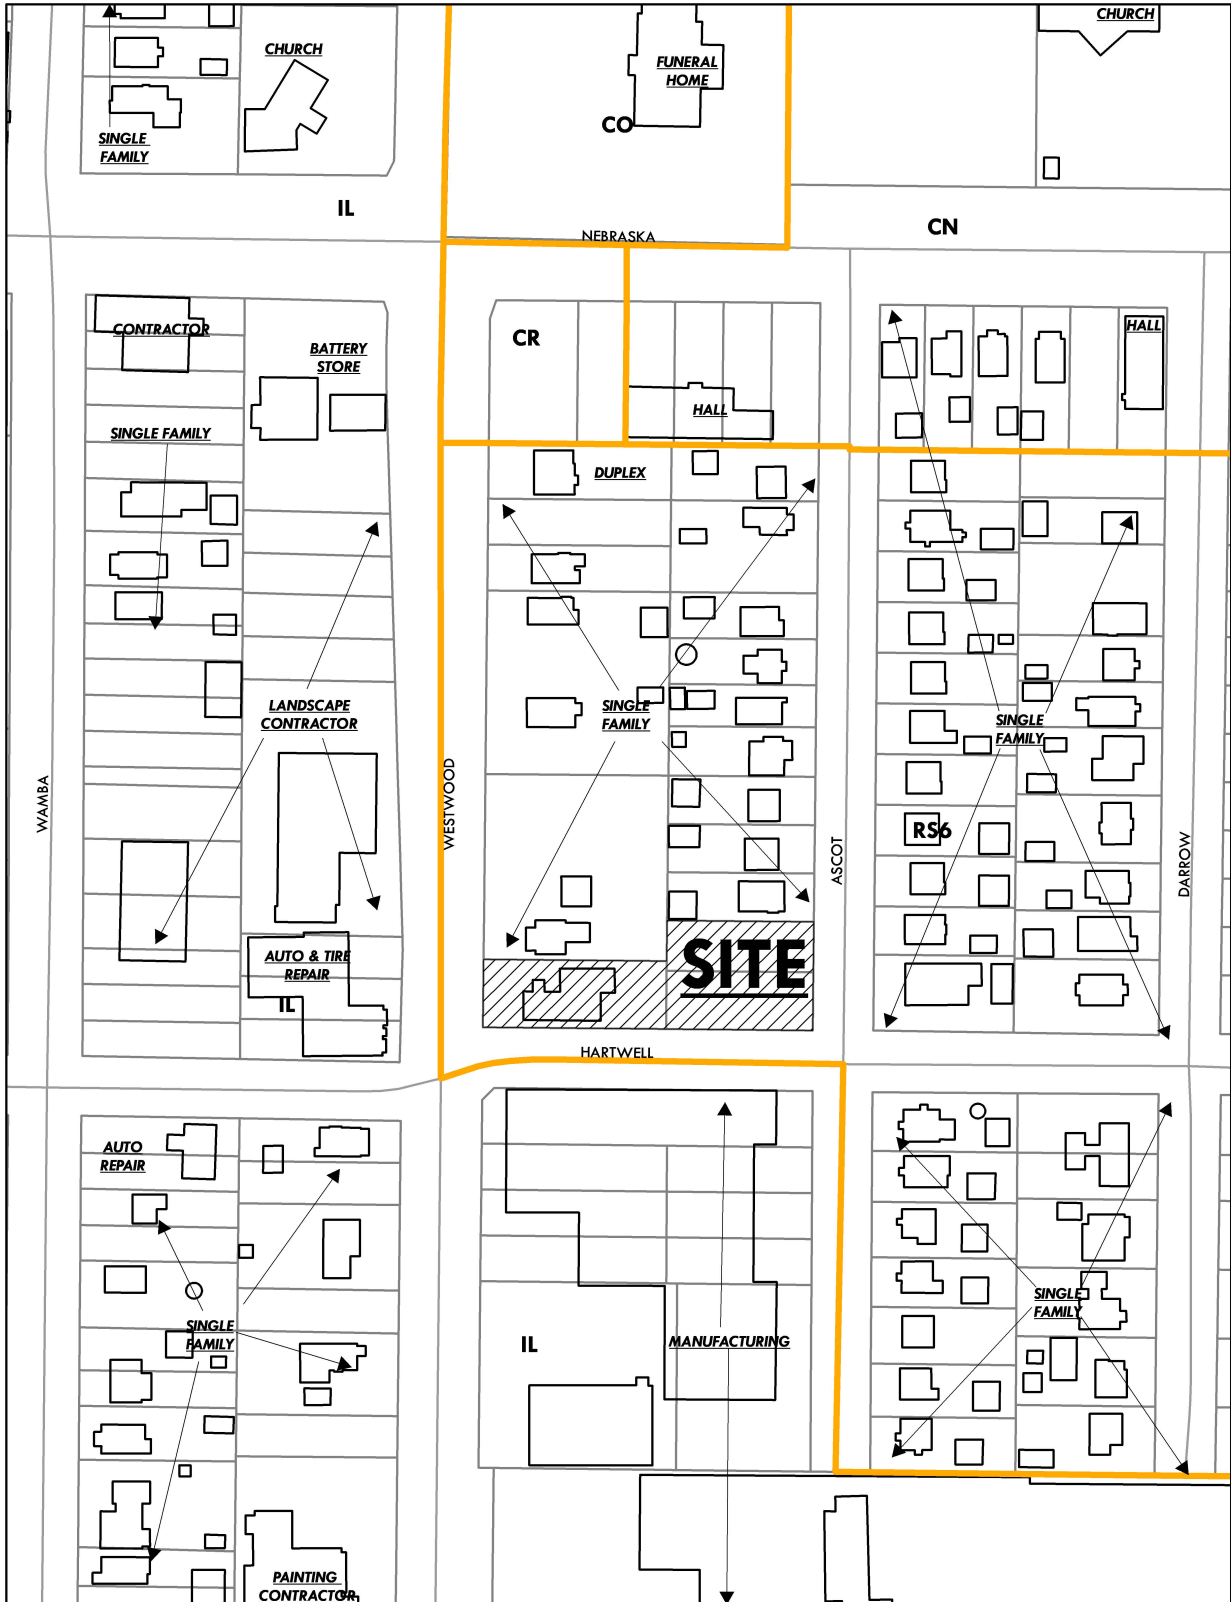 CHURCH
CHURCH
FUNERAL
HOME
CO
SINGLE
FAMILY
IL
CN
NEBRASKA
CONTRACTOR
BATTERY
STORE
CR
HALL
HALL
SINGLE FAMILY
DUPLEX
LANDSCAPE
CONTRACTOR
SINGLE
FAMILY
SINGLE
FAMILY
WAMBA
WESTWOOD
ASCOT
DARROW
RS6
AUTO & TIRE
REPAIR
IL
SITE
HARTWELL
AUTO
REPAIR
SINGLE
FAMILY
SINGLE
FAMILY
IL
MANUFACTURING
PAINTING
CONTRACTOR